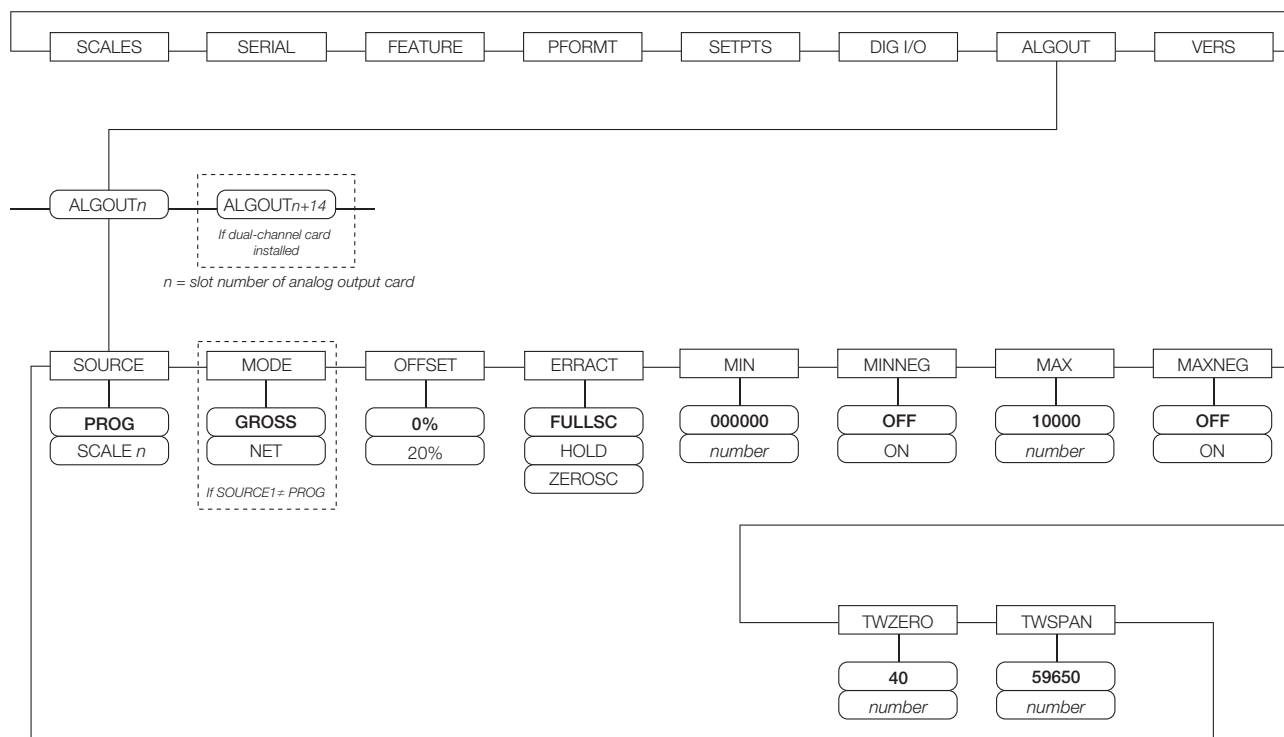 SCALES SERIAL FEATURE PFORMT SETPTS DIG I/O ALGOUT VERS
ALGOUTn ALGOUTn+14
If dual-channel card
installed
n = slot number of analog output card
SOURCE MODE OFFSET ERRACT MIN MINNEG MAX MAXNEG
PROG GROSS 0% FULLSC 000000 OFF 10000 OFF
SCALE n NET 20% HOLD number ON number ON
ZEROSC
If SOURCE1≠ PROG
TWZERO TWSPAN
40 59650
number number